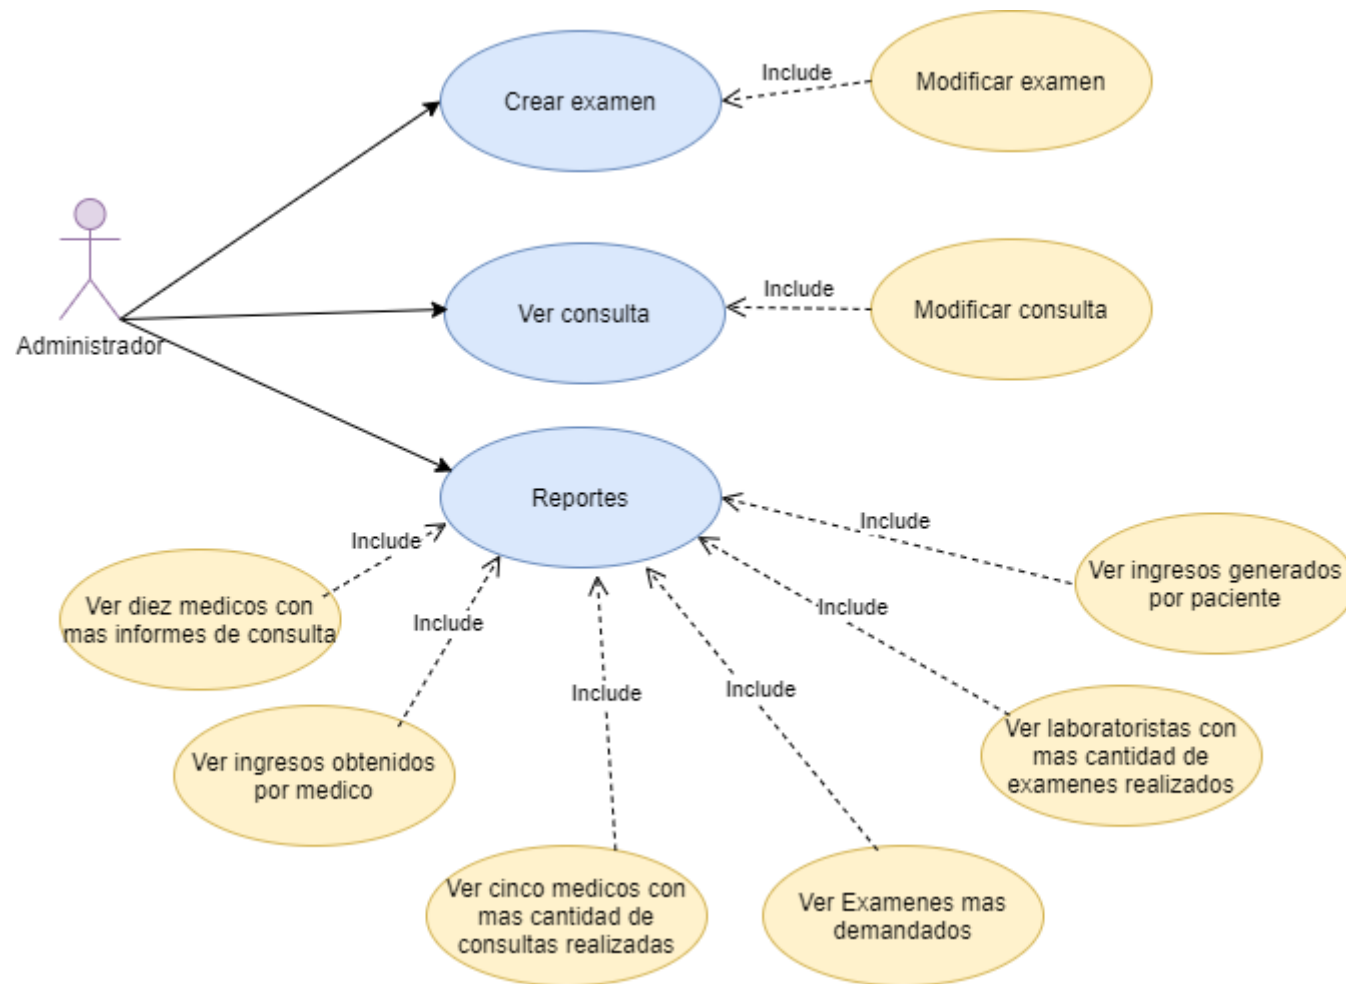 Include
Modificar examen
Crear examen
Include
Modificar consulta
Ver consulta
Administrador
Reportes
Include
Include
Ver ingresos generados
por paciente
Ver diez medicos con
mas informes de consulta
Include
Include
Include
Include
Ver laboratoristas con
mas cantidad de
examenes realizados
Ver ingresos obtenidos
por medico
Ver cinco medicos con
mas cantidad de
consultas realizadas
Ver Examenes mas
demandados